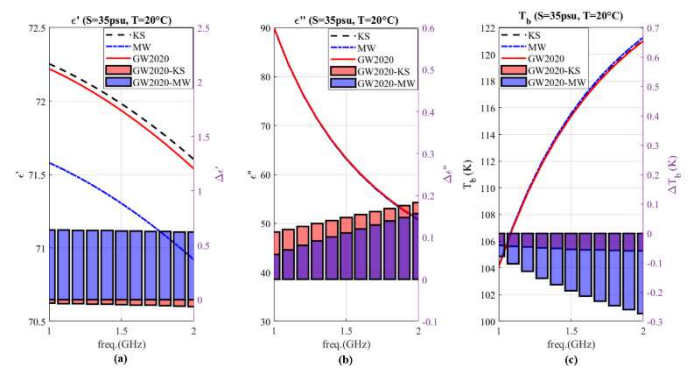 ε' (S=35psu, T=20°C)
72.5
72
71.5
71
70.5
ε'
KS
MW
GW2020
GW2020-KS
GW2020-MW
2.5
2
1.5
1
0.5
0
Δε'
1
1.5
2
freq.(GHz)
(a)
ε'' (S=35psu, T=20°C)
90
80
70
60
50
40
30
ε''
KS
MW
GW2020
GW2020-KS
GW2020-MW
0.6
0.5
0.4
0.3
0.2
0.1
0
-0.1
Δε''
1
1.5
2
freq.(GHz)
(b)
T_b (S=35psu, T=20°C)
122
120
118
116
114
112
110
108
106
104
102
100
T_b (K)
KS
MW
GW2020
GW2020-KS
GW2020-MW
0.7
0.6
0.5
0.4
0.3
0.2
0.1
0
-0.1
-0.2
-0.3
ΔT_b (K)
1
1.5
2
freq.(GHz)
(c)